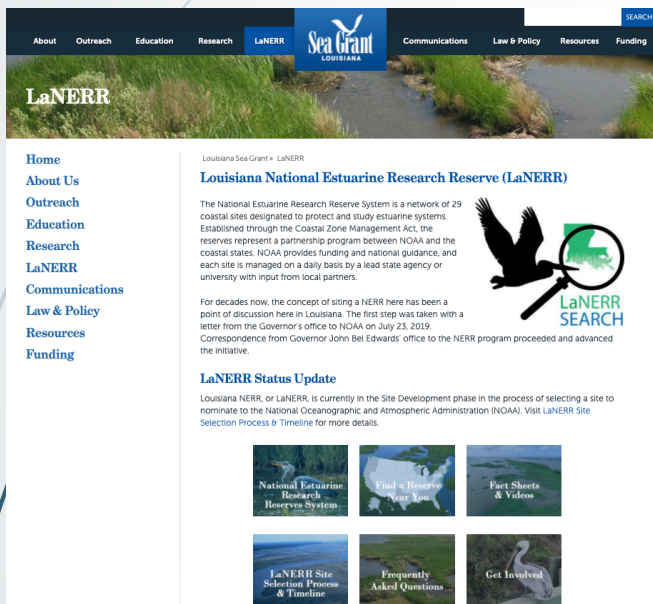 SEARCH
About Outreach Education Research LaNERR Sea Grant LOUISIANA Communications Law & Policy Resources Funding
LaNERR
Home
About Us
Outreach
Education
Research
LaNERR
Communications
Law & Policy
Resources
Funding
Louisiana Sea Grant» LaNERR
Louisiana National Estuarine Research Reserve (LaNERR)
The National Estuarine Research Reserve System is a network of 29
coastal sites designated to protect and study estuarine systems.
Established through the Coastal Zone Management Act, the
reserves represent a partnership program between NOAA and the
coastal states. NOAA provides funding and national guidance, and
each site is managed on a daily basis by a lead state agency or
university with input from local partners.
LaNERR
SEARCH
For decades now, the concept of siting a NERR here has been a
point of discussion here in Louisiana. The first step was taken with a
letter from the Governor's office to NOAA on July 23, 2019.
Correspondence from Governor John Bel Edwards' office to the NERR program proceeded and advanced
the initiative.
LaNERR Status Update
Louisiana NERR, or LaNERR, is currently in the Site Development phase in the process of selecting a site to
nominate to the National Oceanographic and Atmospheric Administration (NOAA). Visit LaNERR Site
Selection Process & Timeline for more details.
National Estuarine
Research
Reserves System
Find a Reserve
Near You
Fact Sheets
& Videos
LaNERR Site
Selection Process
& Timeline
Frequently
Asked Questions
Get Involved